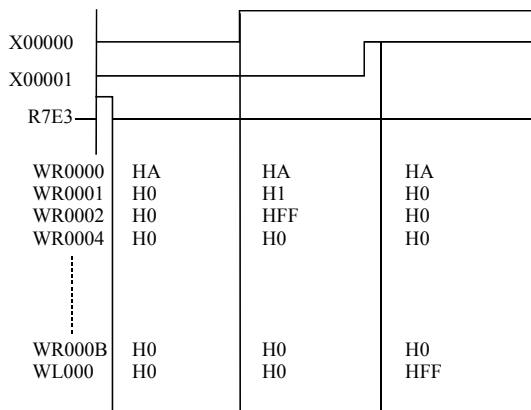 X00000
X00001
R7E3
WR0000 HA HA HA
WR0001 H0 H1 H0
WR0002 H0 HFF H0
WR0004 H0 H0 H0
WR000B H0 H0 H0
WL000 H0 H0 HFF